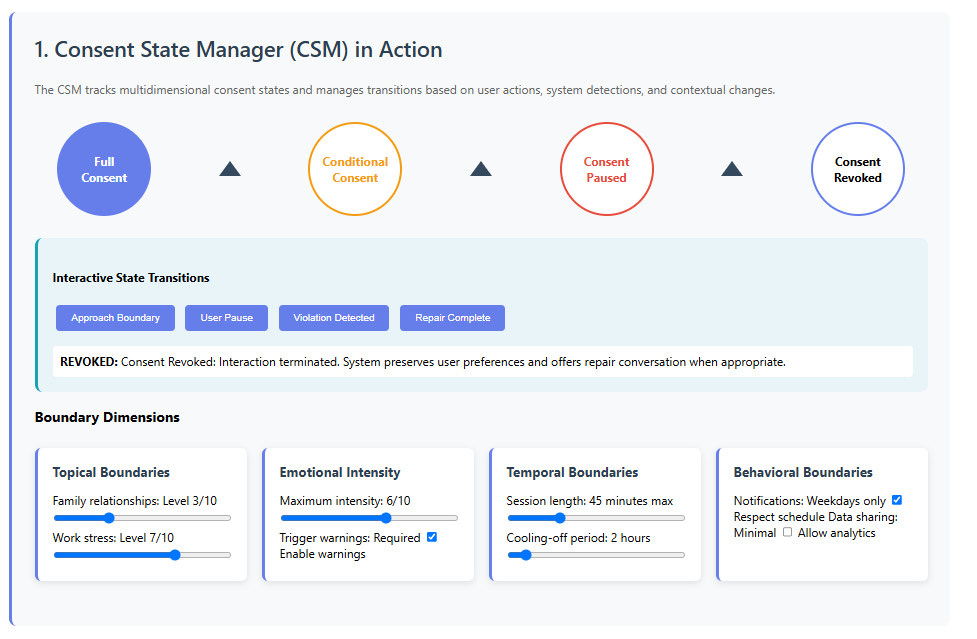 1. Consent State Manager (CSM) in Action
The CSM tracks multidimensional consent states and manages transitions based on user actions, system detections, and contextual changes.
Full
Consent
Conditional
Consent
Consent
Paused
Consent
Revoked
Interactive State Transitions
Approach Boundary
User Pause
Violation Detected
Repair Complete
REVOKED: Consent Revoked: Interaction terminated. System preserves user preferences and offers repair conversation when appropriate.
Boundary Dimensions
Topical Boundaries
Family relationships: Level 3/10
Work stress: Level 7/10
Emotional Intensity
Maximum intensity: 6/10
Trigger warnings: Required
Enable warnings
Temporal Boundaries
Session length: 45 minutes max
Cooling-off period: 2 hours
Behavioral Boundaries
Notifications: Weekdays only
Respect schedule Data sharing:
Minimal Allow analytics